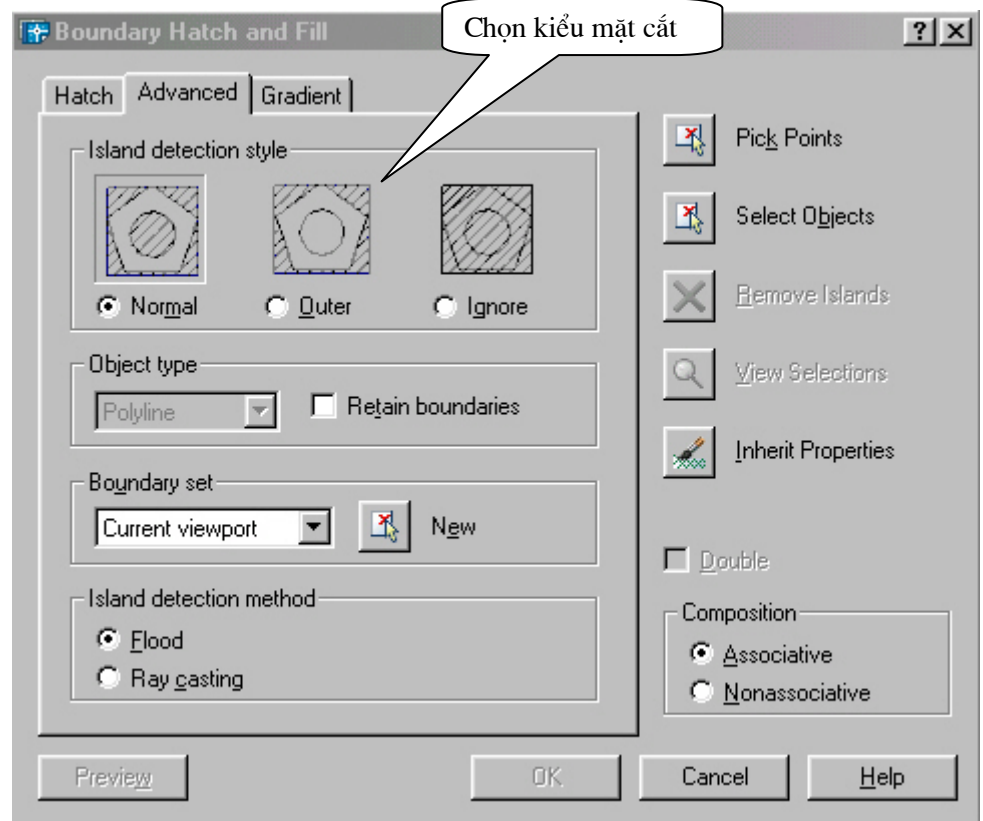 Boundary Hatch and Fill
Chọn kiểu mặt cắt
Hatch Advanced Gradient
Island detection style
Normal Outer Ignore
Object type
Polyline Retain boundaries
Boundary set
Current viewport New
Island detection method
Flood
Ray casting
Pick Points
Select Objects
Remove Islands
View Selections
Inherit Properties
Double
Composition
Associative
Nonassociative
Preview OK Cancel Help